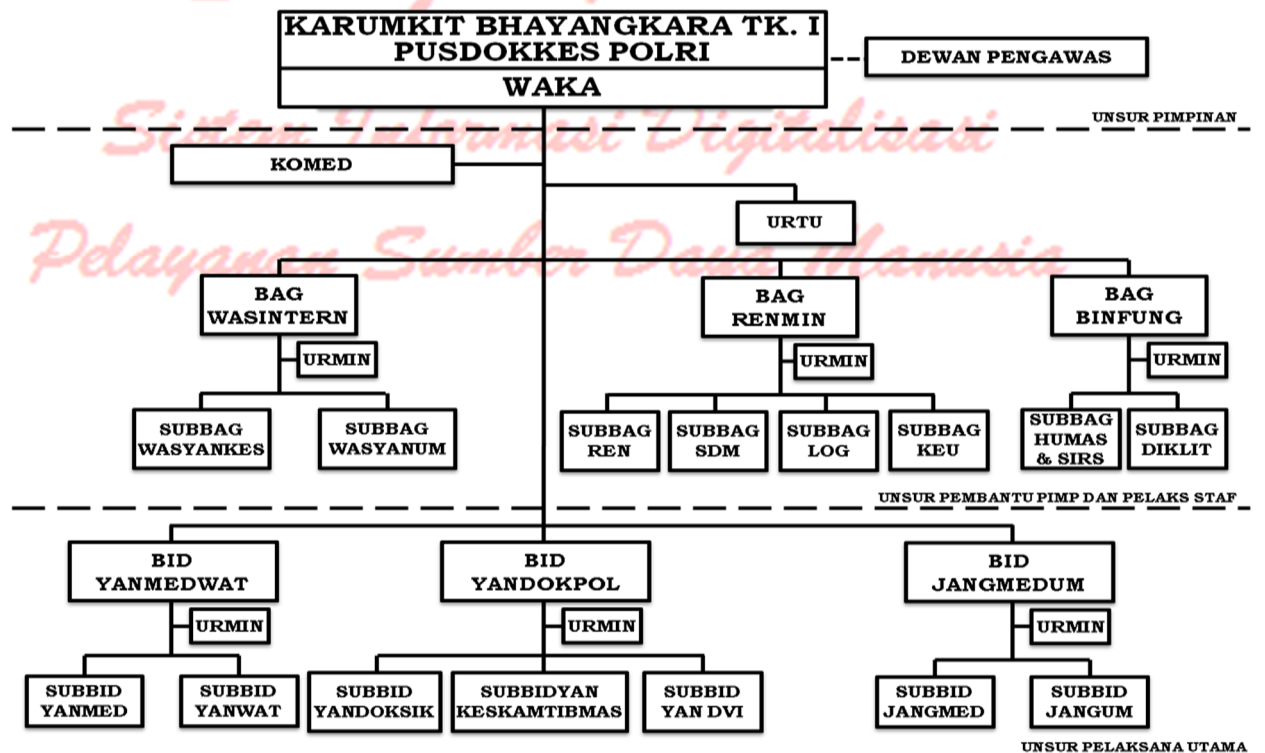 KARUMKIT BHAYANGKARA TK. I
PUSDOKKES POLRI
WAKA
DEWAN PENGAWAS
UNSUR PIMPINAN
Sistem Informasi Digitalisasi
KOMED
URTU
Pelayanan Sumber Daya Manusia
BAG
WASINTERN
BAG
RENMIN
BAG
BINFUNG
URMIN
URMIN
URMIN
SUBBAG
WASYANKES
SUBBAG
WASYANUM
SUBBAG
REN
SUBBAG
SDM
SUBBAG
LOG
SUBBAG
KEU
SUBBAG
HUMAS
& SIRS
SUBBAG
DIKLIT
UNSUR PEMBANTU PIMP DAN PELAKS STAF
BID
YANMEDWAT
BID
YANDOKPOL
BID
JANGMEDUM
URMIN
URMIN
URMIN
SUBBID
YANMED
SUBBID
YANWAT
SUBBID
YANDOKSIK
SUBBIDYAN
KESKAMTIBMAS
SUBBID
YAN DVI
SUBBID
JANGMED
SUBBID
JANGUM
UNSUR PELAKSANA UTAMA